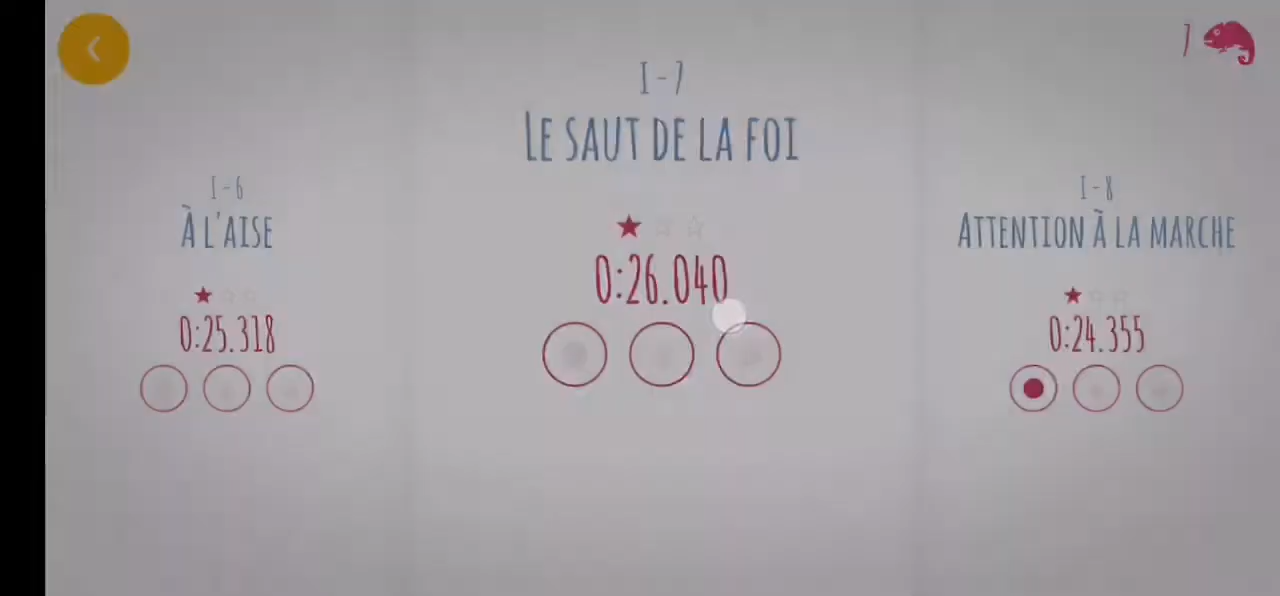 7
I-7
LE SAUT DE LA FOI
0:26.040
I-6
À L'AISE
0:25.318
I-8
ATTENTION À LA MARCHE
0:24.355